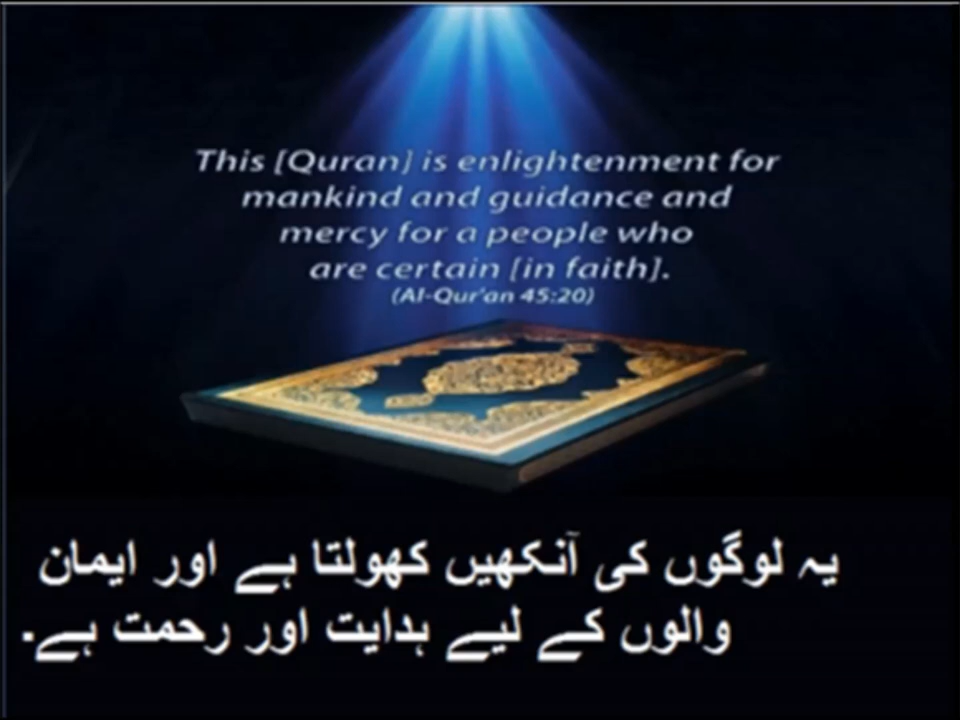 This [Quran] is enlightenment for
mankind and guidance and
mercy for a people who
are certain [in faith].
(Al-Qur'an 45:20)
یہ لوگوں کی آنکھیں کھولتا ہے اور ایمان
والوں کے لیے ہدایت اور رحمت ہے۔